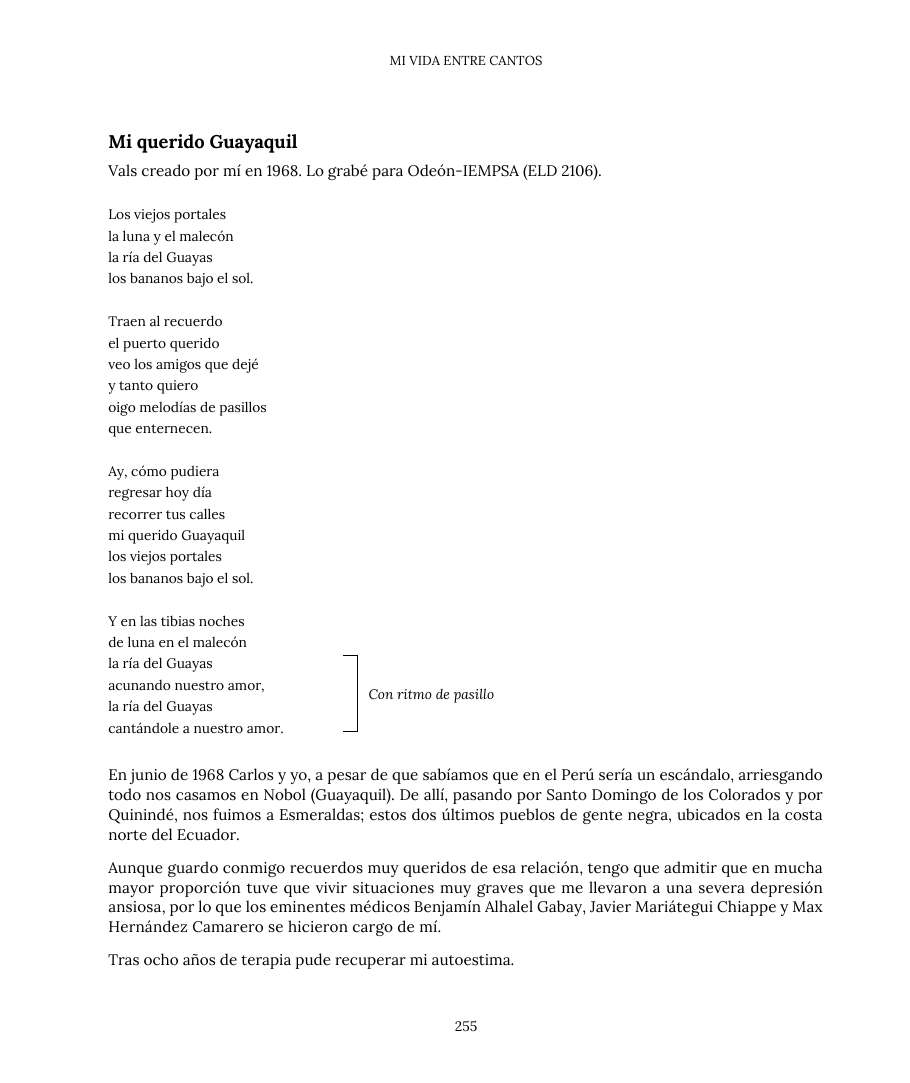 MI VIDA ENTRE CANTOS
Mi querido Guayaquil
Vals creado por mí en 1968. Lo grabé para Odeón-IEMPSA (ELD 2106).
Los viejos portales
la luna y el malecón
la ría del Guayas
los bananos bajo el sol.
Traen al recuerdo
el puerto querido
veo los amigos que dejé
y tanto quiero
oigo melodías de pasillos
que enternecen.
Ay, cómo pudiera
regresar hoy día
recorrer tus calles
mi querido Guayaquil
los viejos portales
los bananos bajo el sol.
Y en las tibias noches
de luna en el malecón
la ría del Guayas
acunando nuestro amor,
la ría del Guayas
cantándole a nuestro amor.
Con ritmo de pasillo
En junio de 1968 Carlos y yo, a pesar de que sabíamos que en el Perú sería un escándalo, arriesgando
todo nos casamos en Nobol (Guayaquil). De allí, pasando por Santo Domingo de los Colorados y por
Quinindé, nos fuimos a Esmeraldas; estos dos últimos pueblos de gente negra, ubicados en la costa
norte del Ecuador.
Aunque guardo conmigo recuerdos muy queridos de esa relación, tengo que admitir que en mucha
mayor proporción tuve que vivir situaciones muy graves que me llevaron a una severa depresión
ansiosa, por lo que los eminentes médicos Benjamín Alhalel Gabay, Javier Mariátegui Chiappe y Max
Hernández Camarero se hicieron cargo de mí.
Tras ocho años de terapia pude recuperar mi autoestima.
255